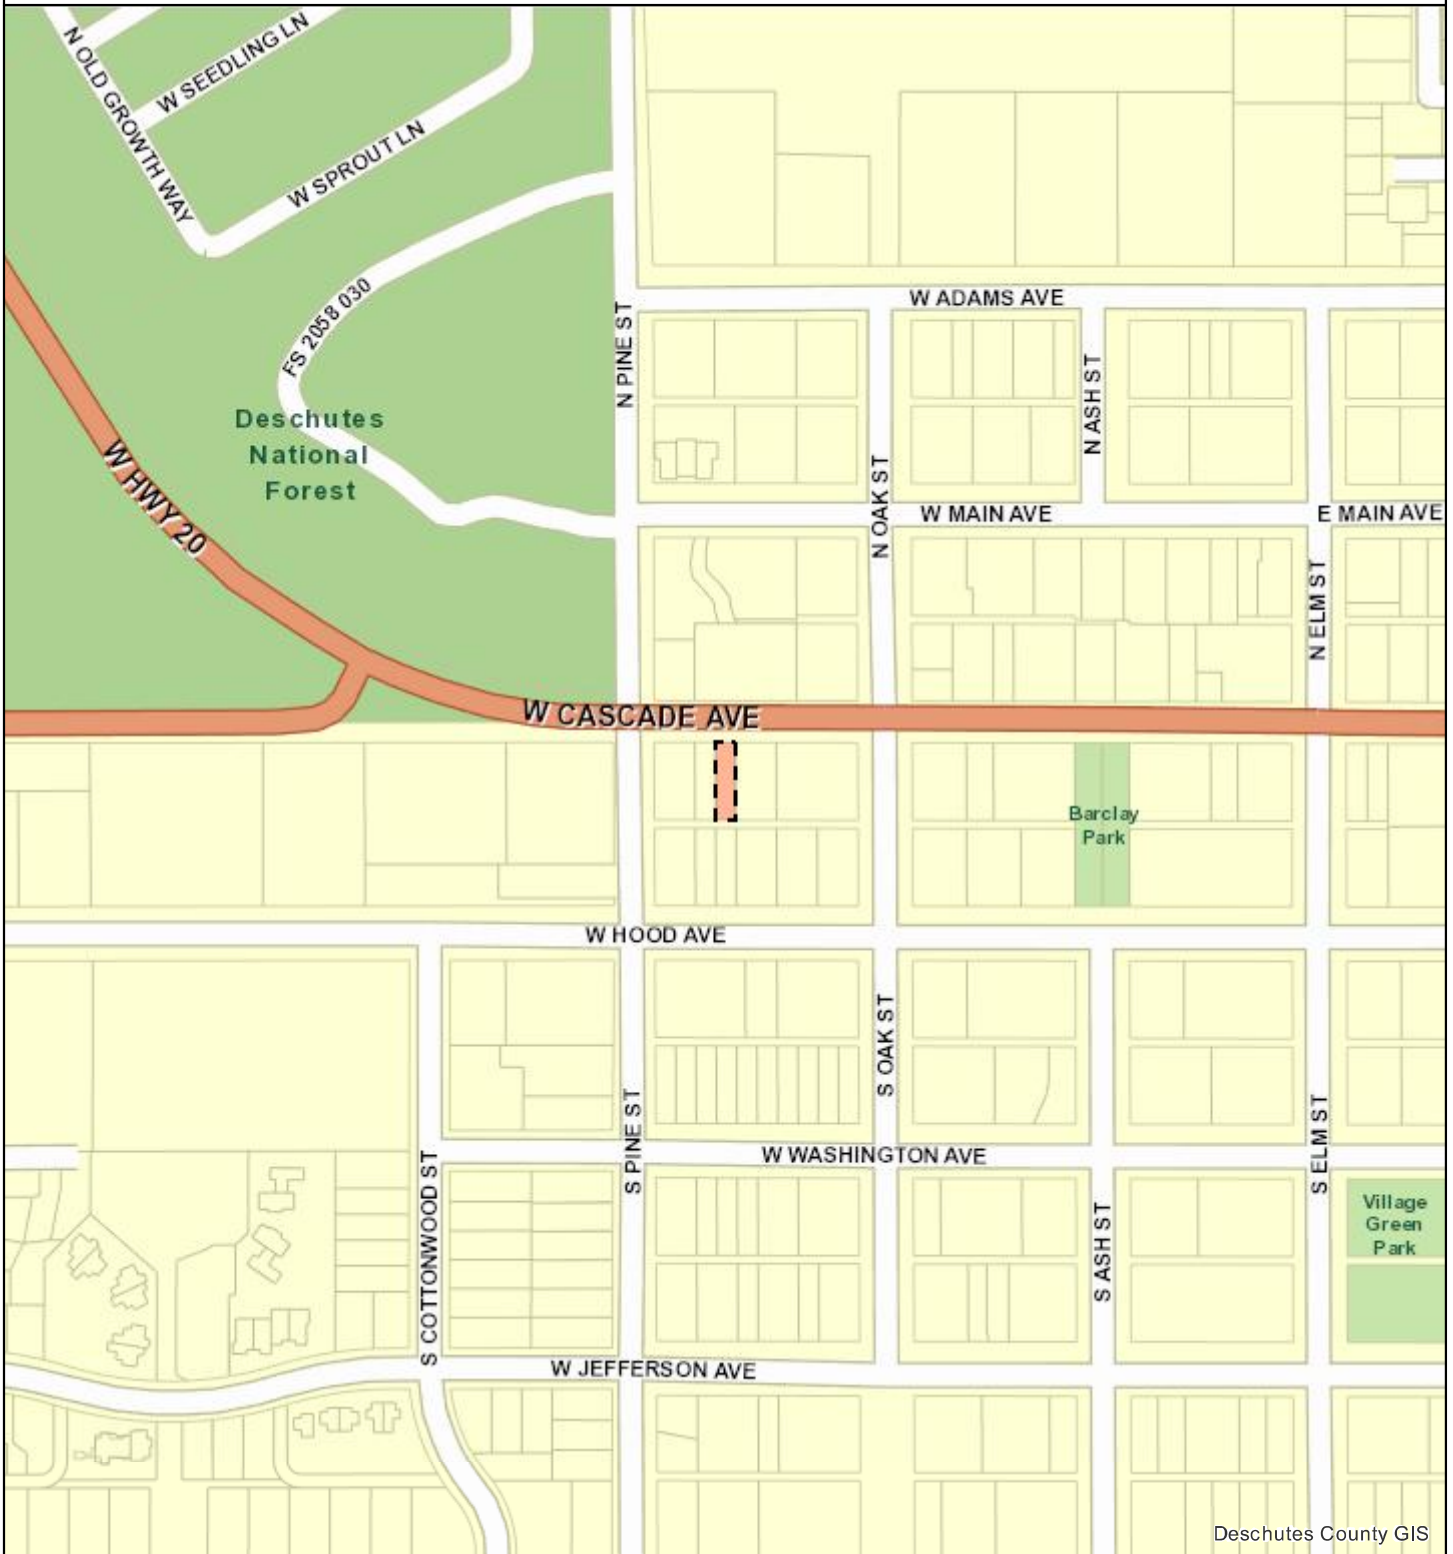 N OLD GROWTH WAY
W SEEDLING LN
W SPROUT LN
FS 2058 030
W ADAMS AVE
N PINE ST
N ASH ST
Deschutes
National
Forest
W HWY 20
N OAK ST
W MAIN AVE
E MAIN AVE
N ELM ST
W CASCADE AVE
Barclay
Park
W HOOD AVE
S OAK ST
S PINE ST
W WASHINGTON AVE
S ELM ST
S COTTONWOOD ST
S ASH ST
Village
Green
Park
W JEFFERSON AVE
Deschutes County GIS